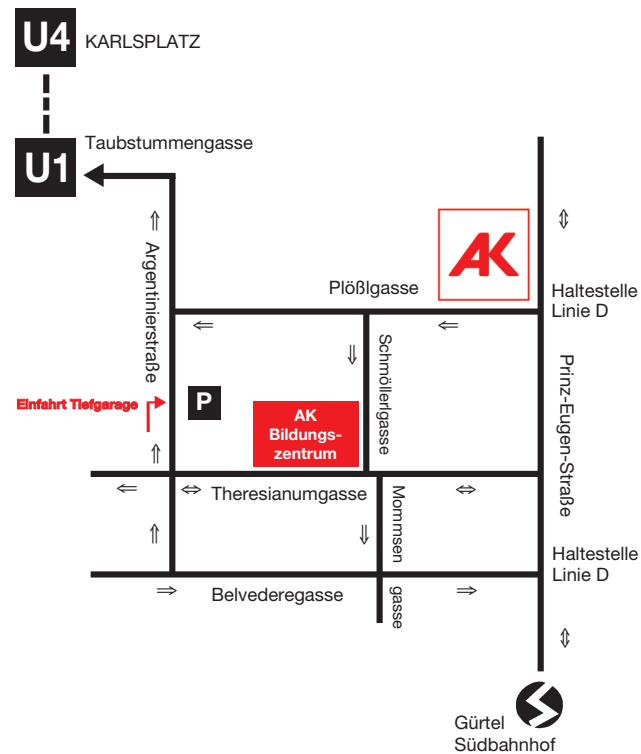 U4 KARLSPLATZ
Taubstummengasse
U1
Argentinierstraße
AK
Plößlgasse
Haltestelle
Linie D
Schmöllerlgasse
Prinz-Eugen-Straße
Einfahrt Tiefgarage
P
AK
Bildungs-
zentrum
Theresianumgasse
Mommsen
gasse
Haltestelle
Linie D
Belvederegasse
Gürtel
Südbahnhof